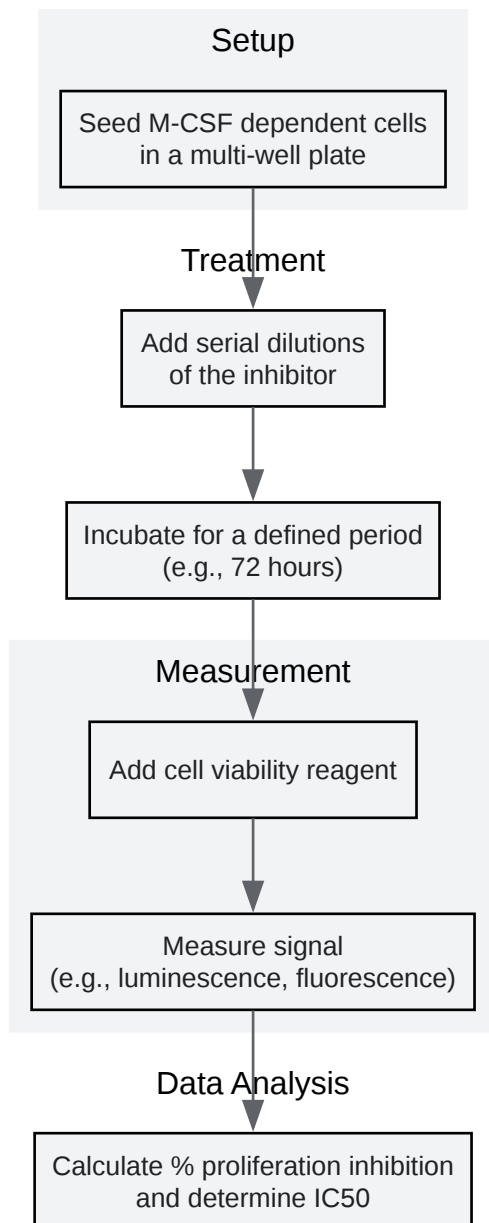 Setup
Seed M-CSF dependent cells
in a multi-well plate
Treatment
Add serial dilutions
of the inhibitor
Incubate for a defined period
(e.g., 72 hours)
Measurement
Add cell viability reagent
Measure signal
(e.g., luminescence, fluorescence)
Data Analysis
Calculate % proliferation inhibition
and determine IC50